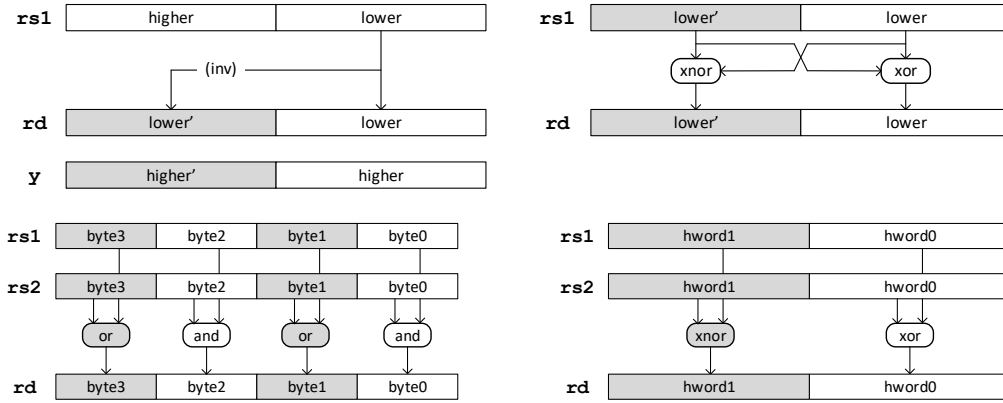 rs1 higher lower
(inv)
rd lower' lower
y higher' higher
rs1 lower' lower
xnor xor
rd lower' lower
rs1 byte3 byte2 byte1 byte0
rs2 byte3 byte2 byte1 byte0
or and or and
rd byte3 byte2 byte1 byte0
rs1 hword1 hword0
rs2 hword1 hword0
xnor xor
rd hword1 hword0